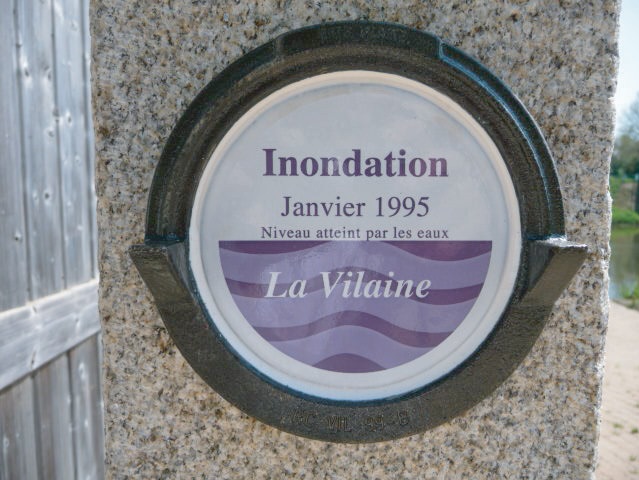 Inondation
Janvier 1995
Niveau atteint par les eaux
La Vilaine